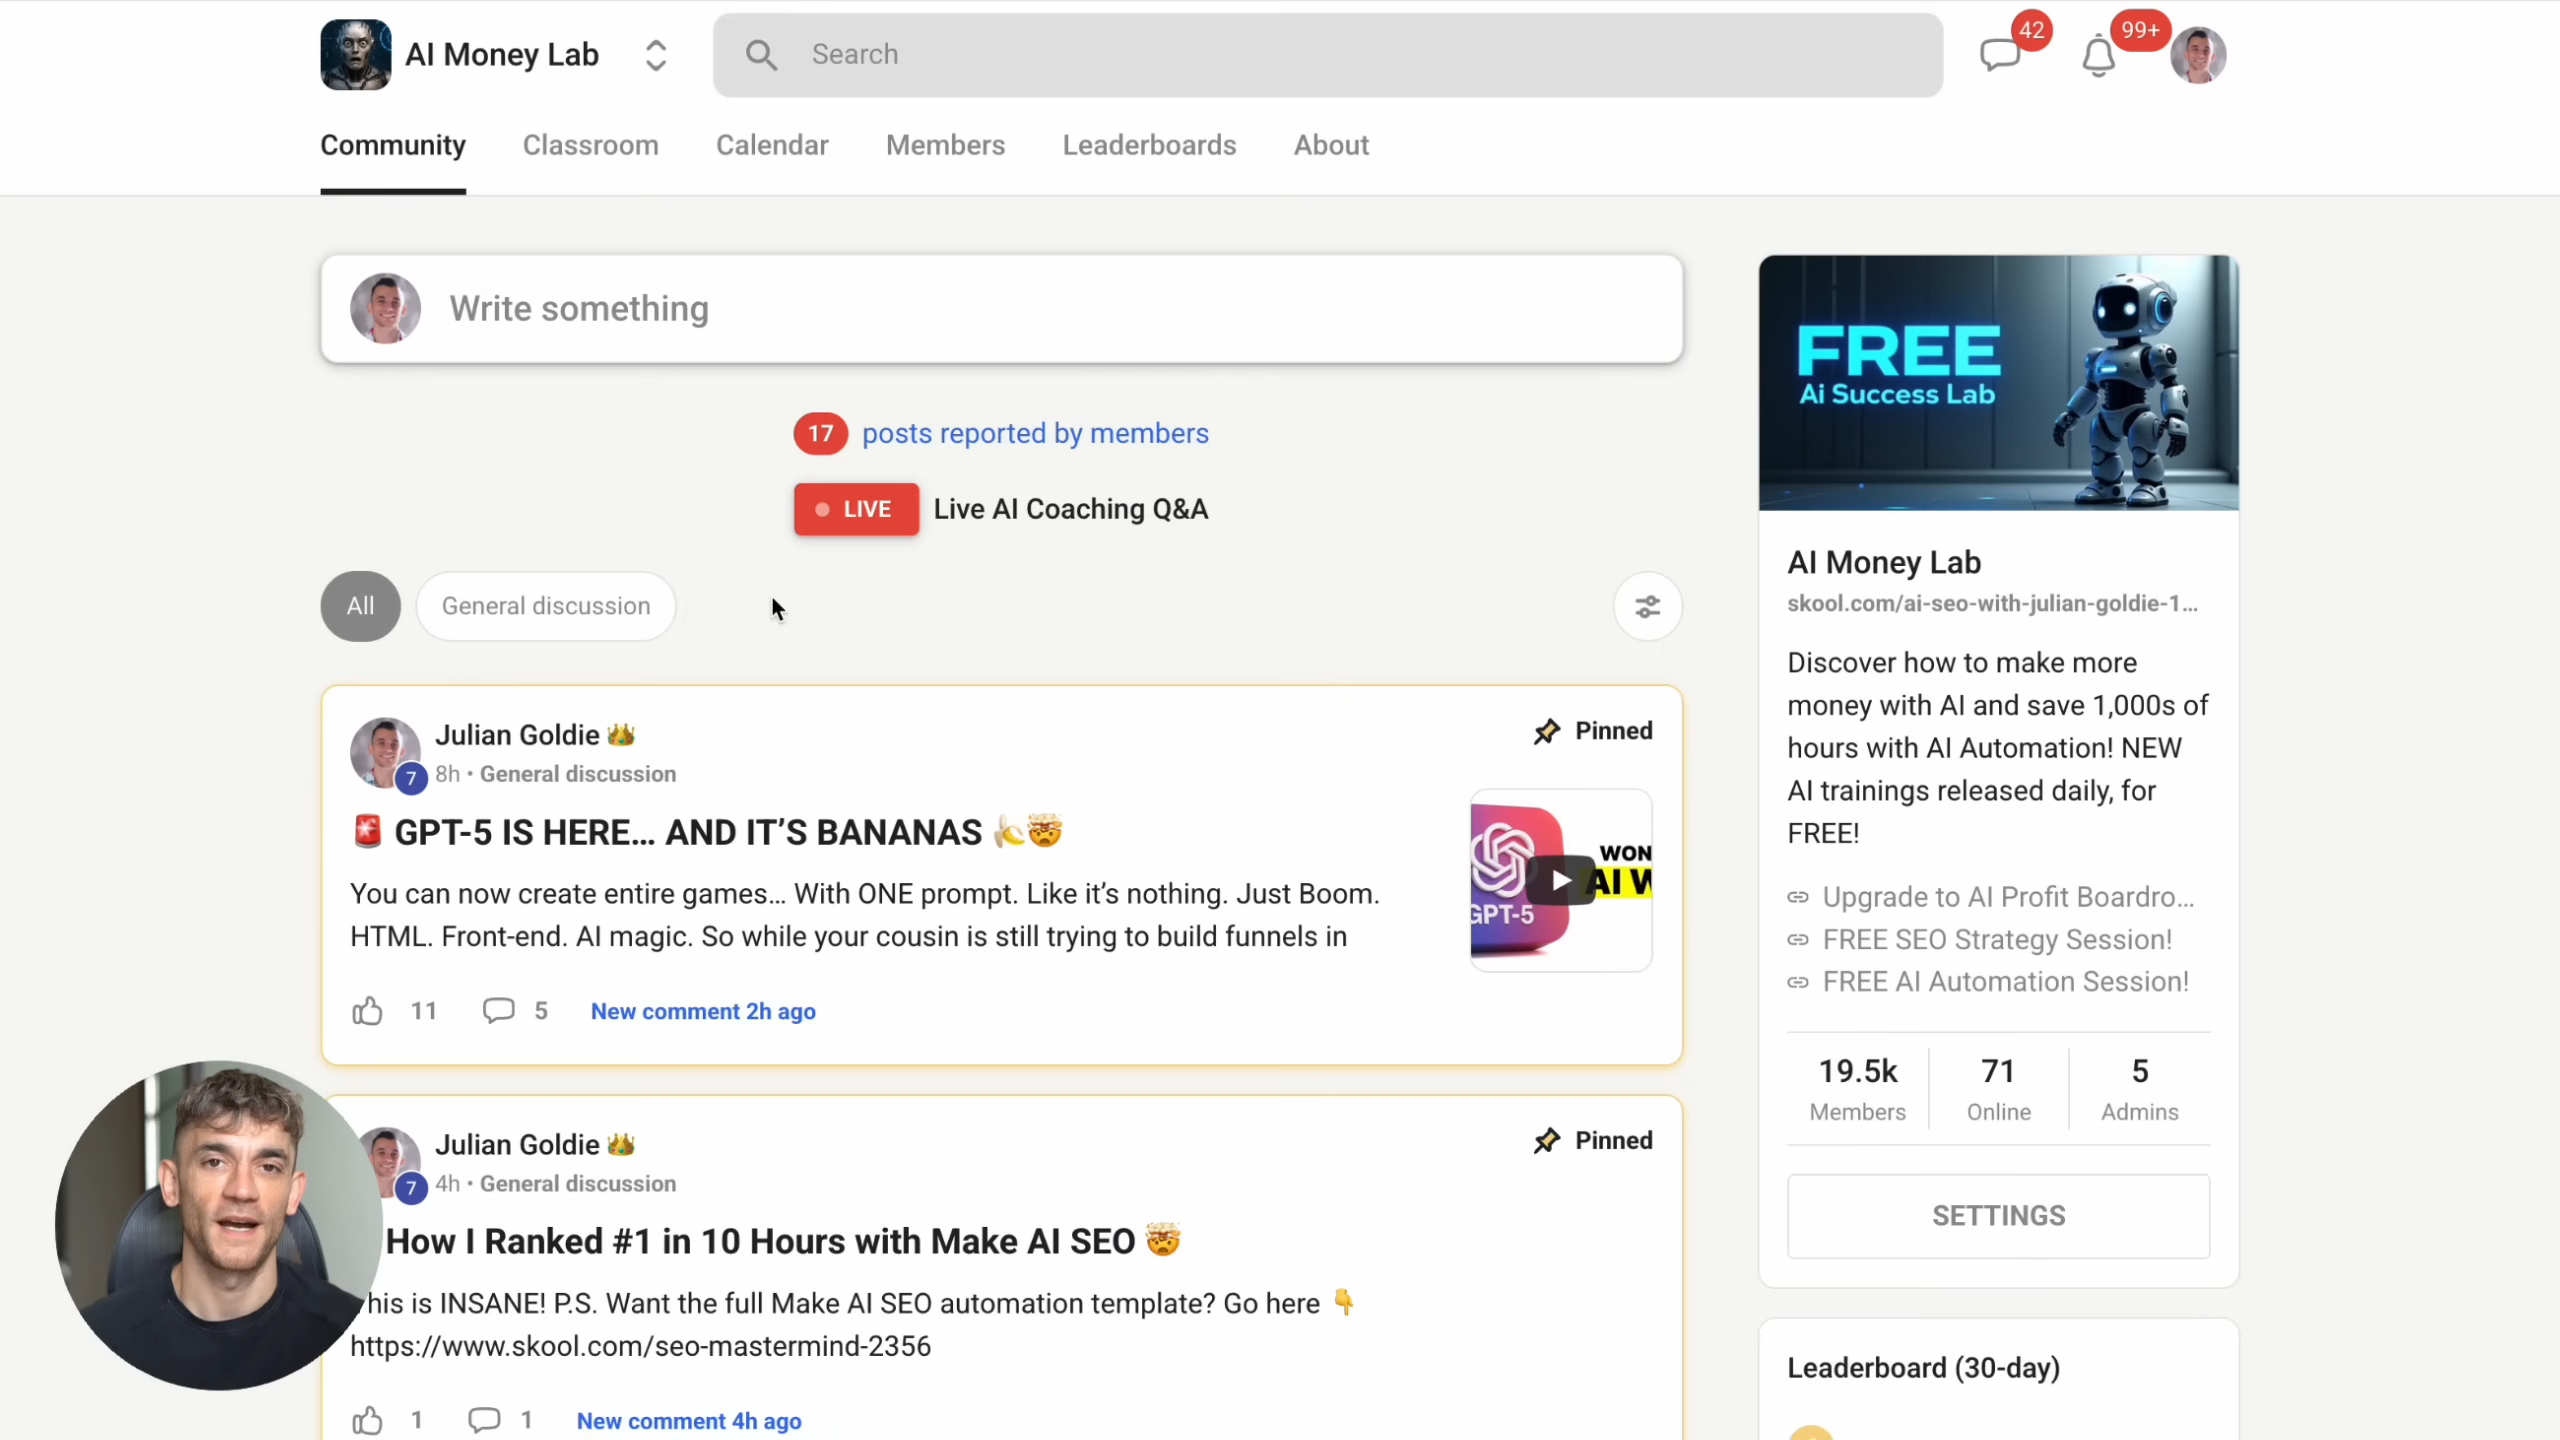 AI Money Lab
Search
42
99+
Community
Classroom
Calendar
Members
Leaderboards
About
Write something
17 posts reported by members
LIVE Live AI Coaching Q&A
All
General discussion
Julian Goldie 👑
7
8h • General discussion
Pinned
🚨 GPT-5 IS HERE... AND IT’S BANANAS 🍌🤯
You can now create entire games... With ONE prompt. Like it’s nothing. Just Boom.
HTML. Front-end. AI magic. So while your cousin is still trying to build funnels in
GPT-5
WON
AI W
11
5
New comment 2h ago
Julian Goldie 👑
7
4h • General discussion
Pinned
How I Ranked #1 in 10 Hours with Make AI SEO 🤯
his is INSANE! P.S. Want the full Make AI SEO automation template? Go here 👇
https://www.skool.com/seo-mastermind-2356
1
1
New comment 4h ago
FREE
Ai Success Lab
AI Money Lab
skool.com/ai-seo-with-julian-goldie-1...
Discover how to make more
money with AI and save 1,000s of
hours with AI Automation! NEW
AI trainings released daily, for
FREE!
Upgrade to AI Profit Boardro...
FREE SEO Strategy Session!
FREE AI Automation Session!
19.5k
Members
71
Online
5
Admins
SETTINGS
Leaderboard (30-day)